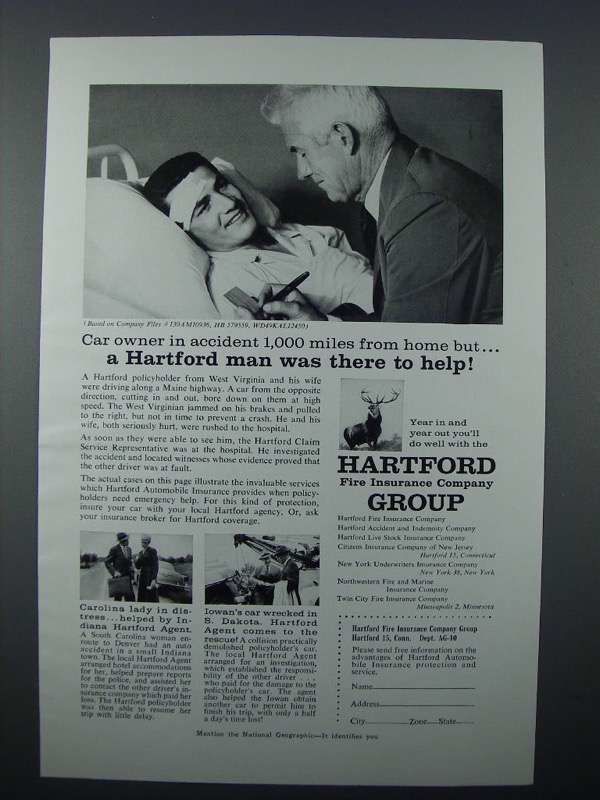 (Based on Company Files #139AM10936, HB 579559, WD49KAL12450)
Car owner in accident 1,000 miles from home but...
a Hartford man was there to help!
A Hartford policyholder from West Virginia and his wife
were driving along a Maine highway. A car from the opposite
direction, cutting in and out, bore down on them at high
speed. The West Virginian jammed on his brakes and pulled
to the right, but not in time to prevent a crash. He and his
wife, both seriously hurt, were rushed to the hospital.
As soon as they were able to see him, the Hartford Claim
Service Representative was at the hospital. He investigated
the accident and located witnesses whose evidence proved that
the other driver was at fault.
The actual cases on this page illustrate the invaluable services
which Hartford Automobile Insurance provides when policy-
holders need emergency help. For this kind of protection,
insure your car with your local Hartford agency. Or, ask
your insurance broker for Hartford coverage.
Carolina lady in dis-
tress...helped by In-
diana Hartford Agent.
A South Carolina woman en-
route to Denver had an auto
accident in a small Indiana
town. The local Hartford Agent
arranged hotel accommodations
for her, helped prepare reports
for the police, and assisted her
to contact the other driver's in-
surance company which paid her
loss. The Hartford policyholder
was then able to resume her
trip with little delay.
Iowan's car wrecked in
S. Dakota. Hartford
Agent comes to the
rescue! A collision practically
demolished policyholder's car.
The local Hartford Agent
arranged for an investigation,
which established the responsi-
bility of the other driver . . .
who paid for the damage to the
policyholder's car. The agent
also helped the Iowan obtain
another car to permit him to
finish his trip, with only a half
a day's time lost!
Year in and
year out you'll
do well with the
HARTFORD
Fire Insurance Company
GROUP
Hartford Fire Insurance Company
Hartford Accident and Indemnity Company
Hartford Live Stock Insurance Company
Citizens Insurance Company of New Jersey
Hartford 15, Connecticut
New York Underwriters Insurance Company
New York 38, New York
Northwestern Fire and Marine
Insurance Company
Twin City Fire Insurance Company
Minneapolis 2, Minnesota
Hartford Fire Insurance Company Group
Hartford 15, Conn. Dept. AG-10
Please send free information on the
advantages of Hartford Automo-
bile Insurance protection and
service.
Name
Address
City Zone State
Mention the National Geographic—It identifies you